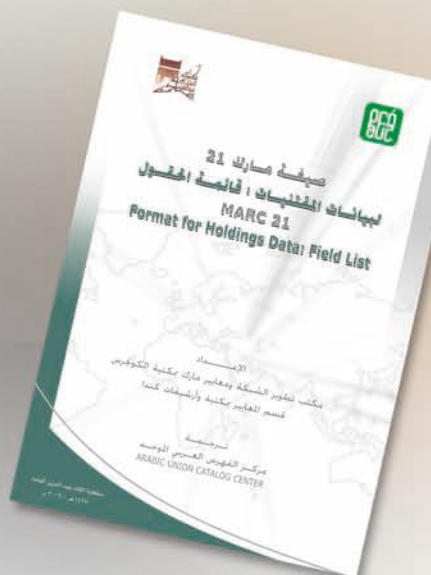 صيغة مارك 21
لبيانات المقتنيات : قائمة الحقول
MARC 21
Format for Holdings Data: Field List
الإعداد
مكتب تطوير الشبكة ومعايير مارك بمكتبة الكونجرس
قسم المعايير بمكتبة وأرشيفات كندا
ترجمة
مركز الفهرس العربي الموحد
ARABIC UNION CATALOG CENTER